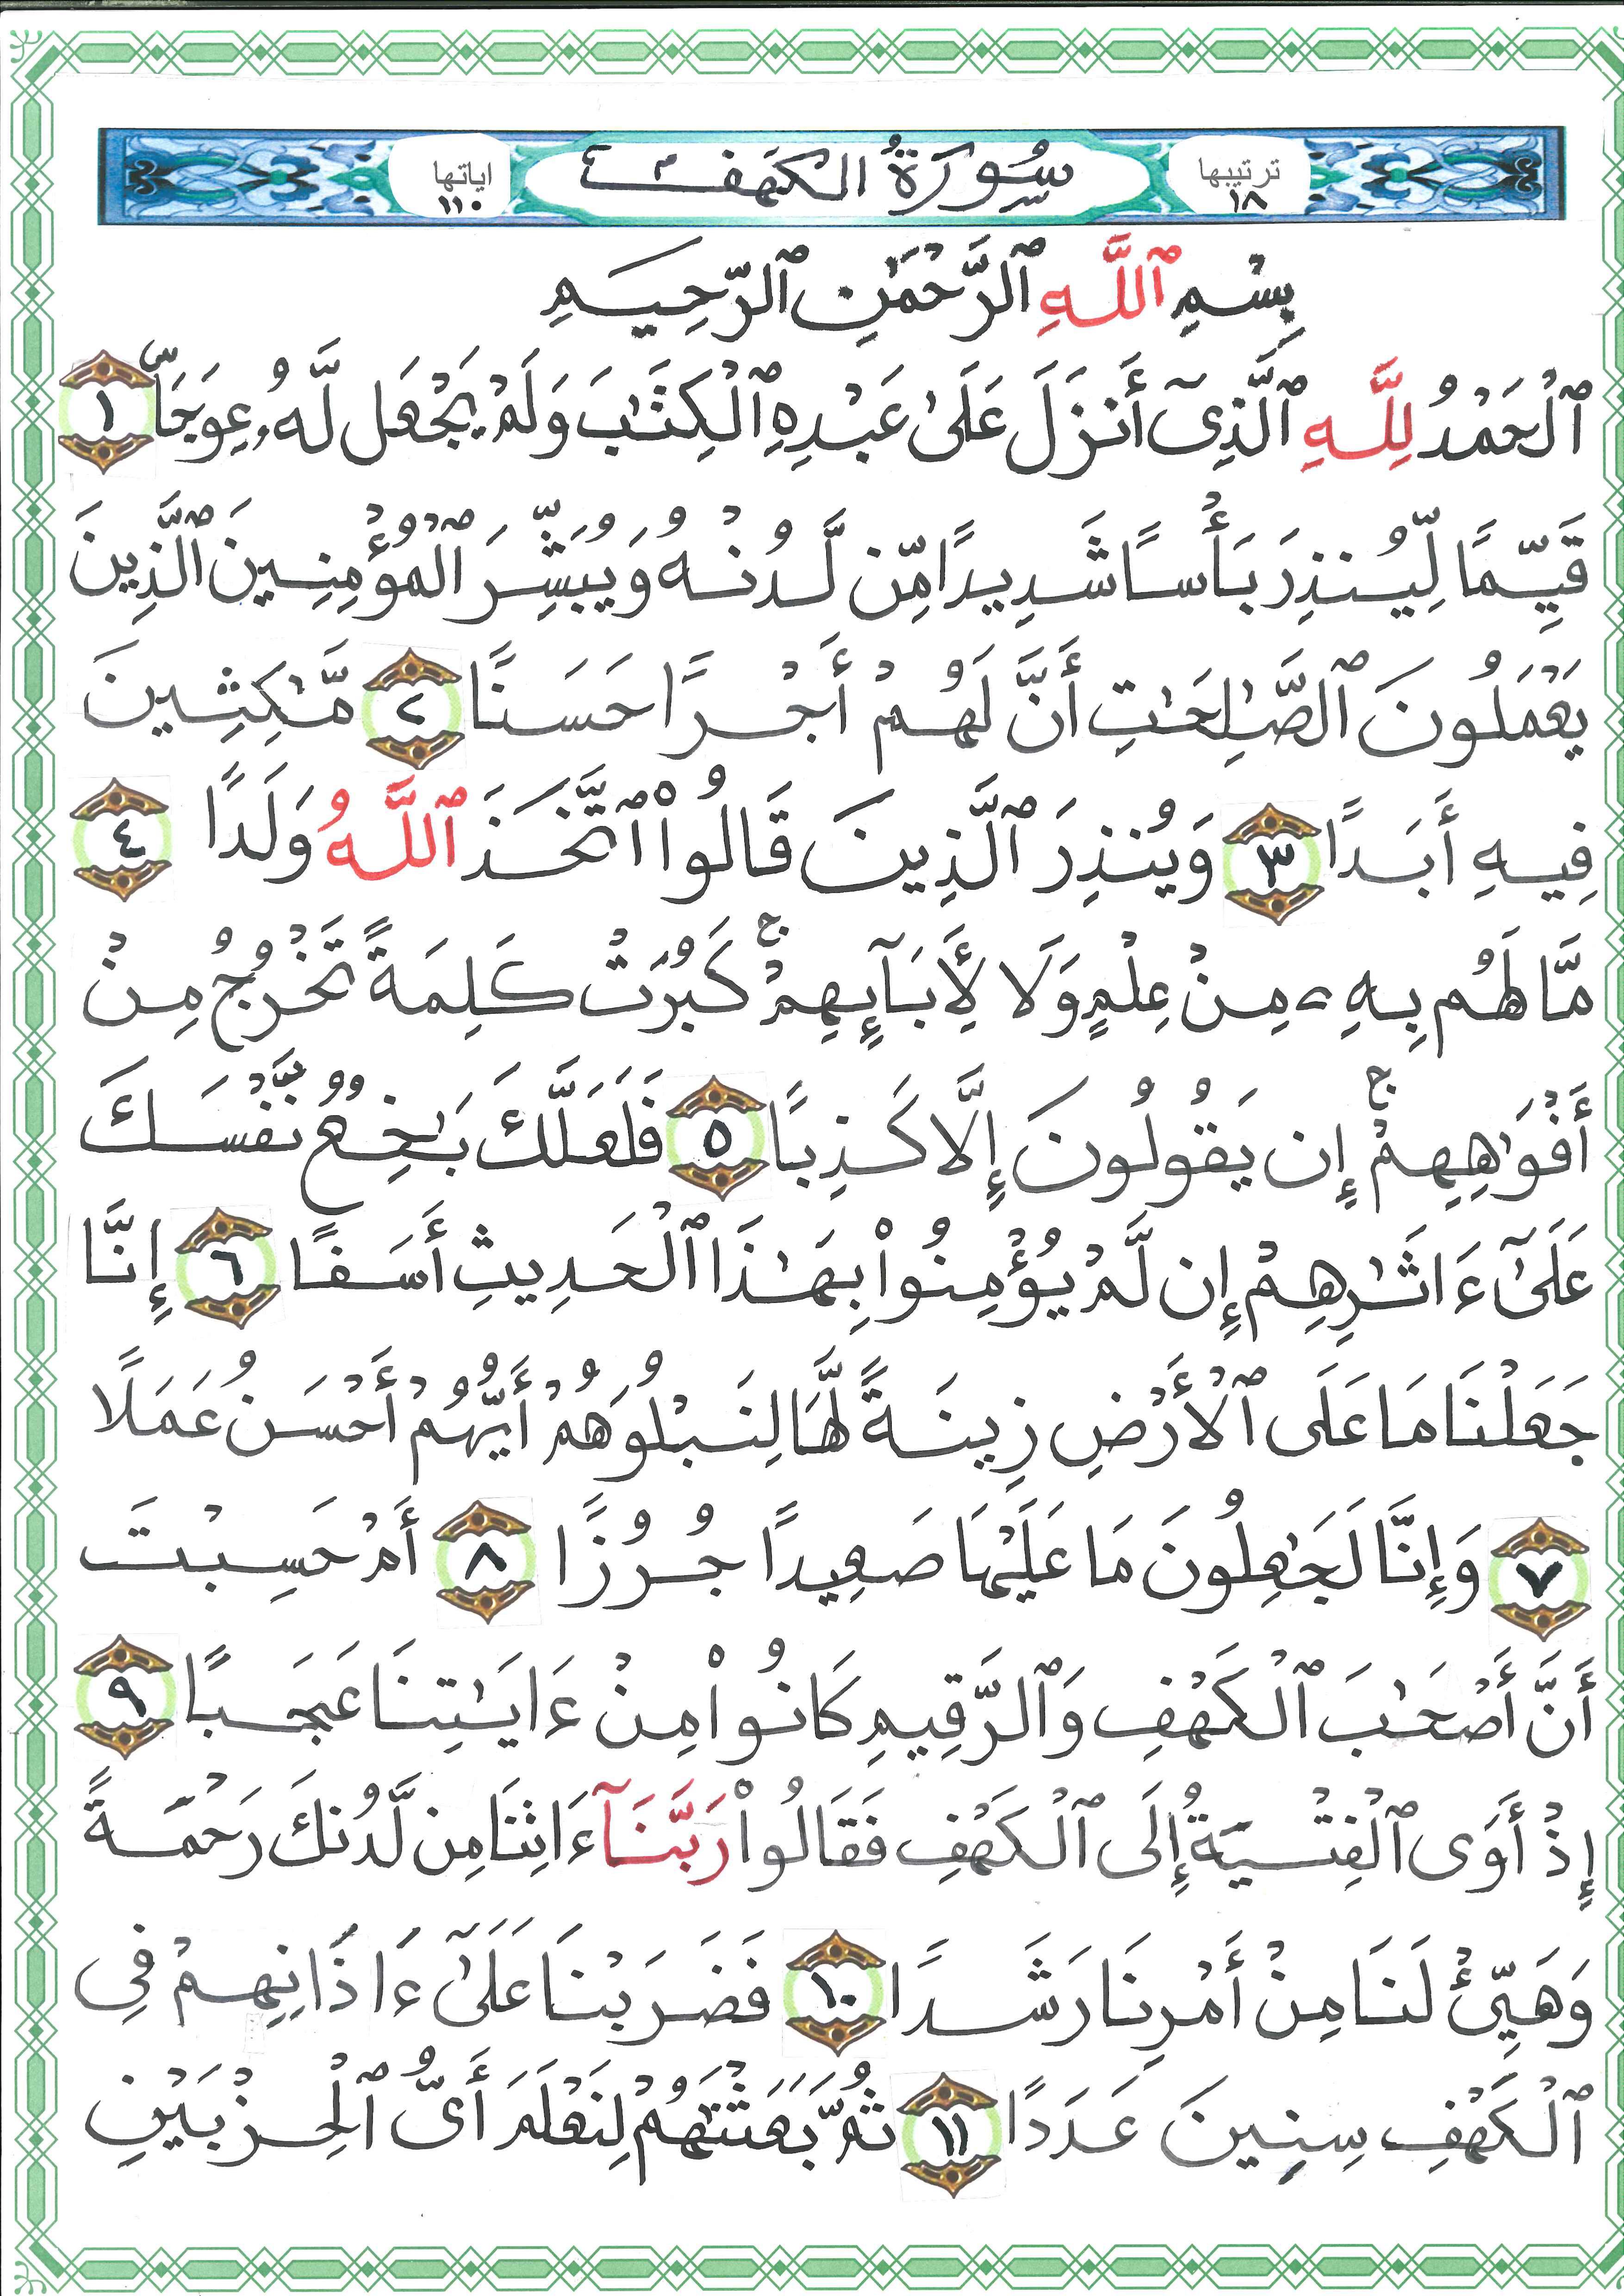 ترتيبها ١٨ سُورَةُ الكهف اياتها ١١٠
بِسْمِ ٱللَّهِ ٱلرَّحْمَٰنِ ٱلرَّحِيمِ
ٱلْحَمْدُ لِلَّهِ ٱلَّذِىٓ أَنزَلَ عَلَىٰ عَبْدِهِ ٱلْكِتَٰبَ وَلَمْ يَجْعَل لَّهُۥ عِوَجَاۜ ١
قَيِّمًا لِّيُنذِرَ بَأْسًا شَدِيدًا مِّن لَّدُنْهُ وَيُبَشِّرَ ٱلْمُؤْمِنِينَ ٱلَّذِينَ
يَعْمَلُونَ ٱلصَّٰلِحَٰتِ أَنَّ لَهُمْ أَجْرًا حَسَنًا ٢ مَّٰكِثِينَ
فِيهِ أَبَدًا ٣ وَيُنذِرَ ٱلَّذِينَ قَالُوا۟ ٱتَّخَذَ ٱللَّهُ وَلَدًا ٤
مَّا لَهُم بِهِۦ مِنْ عِلْمٍ وَلَا لِأَبَآئِهِمْ ۚ كَبُرَتْ كَلِمَةً تَخْرُجُ مِنْ
أَفْوَٰهِهِمْ ۚ إِن يَقُولُونَ إِلَّا كَذِبًا ٥ فَلَعَلَّكَ بَٰخِعٌ نَّفْسَكَ
عَلَىٰٓ ءَاثَٰرِهِمْ إِن لَّمْ يُؤْمِنُوا۟ بِهَٰذَا ٱلْحَدِيثِ أَسَفًا ٦ إِنَّا
جَعَلْنَا مَا عَلَى ٱلْأَرْضِ زِينَةً لَّهَا لِنَبْلُوَهُمْ أَيُّهُمْ أَحْسَنُ عَمَلًا
٧ وَإِنَّا لَجَٰعِلُونَ مَا عَلَيْهَا صَعِيدًا جُرُزًا ٨ أَمْ حَسِبْتَ
أَنَّ أَصْحَٰبَ ٱلْكَهْفِ وَٱلرَّقِيمِ كَانُوا۟ مِنْ ءَايَٰتِنَا عَجَبًا ٩
إِذْ أَوَى ٱلْفِتْيَةُ إِلَى ٱلْكَهْفِ فَقَالُوا۟ رَبَّنَآ ءَاتِنَا مِن لَّدُنكَ رَحْمَةً
وَهَيِّئْ لَنَا مِنْ أَمْرِنَا رَشَدًا ١٠ فَضَرَبْنَا عَلَىٰٓ ءَاذَانِهِمْ فِى
ٱلْكَهْفِ سِنِينَ عَدَدًا ١١ ثُمَّ بَعَثْنَٰهُمْ لِنَعْلَمَ أَىُّ ٱلْحِزْبَيْنِ